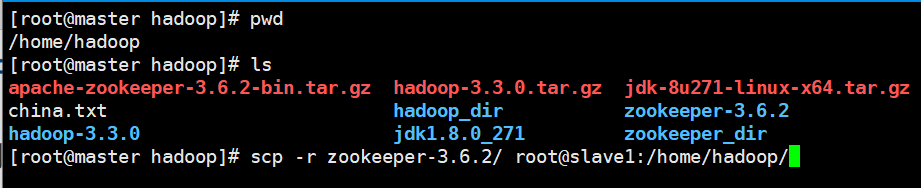 [root@master hadoop]# pwd
/home/hadoop
[root@master hadoop]# ls
apache-zookeeper-3.6.2-bin.tar.gz  hadoop-3.3.0.tar.gz  jdk-8u271-linux-x64.tar.gz
china.txt                          hadoop_dir           zookeeper-3.6.2
hadoop-3.3.0                       jdk1.8.0_271         zookeeper_dir
[root@master hadoop]# scp -r zookeeper-3.6.2/ root@slave1:/home/hadoop/